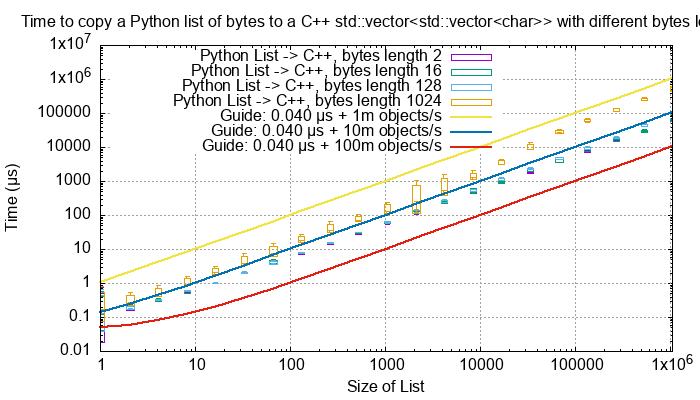 Time to copy a Python list of bytes to a C++ std::vector<std::vector<char>> with different bytes le
1x10⁷
1x10⁶
100000
10000
1000
100
10
1
0.1
0.01
Time (µs)
Python List -> C++, bytes length 2
Python List -> C++, bytes length 16
Python List -> C++, bytes length 128
Python List -> C++, bytes length 1024
Guide: 0.040 µs + 1m objects/s
Guide: 0.040 µs + 10m objects/s
Guide: 0.040 µs + 100m objects/s
1 10 100 1000 10000 100000 1x10⁶
Size of List